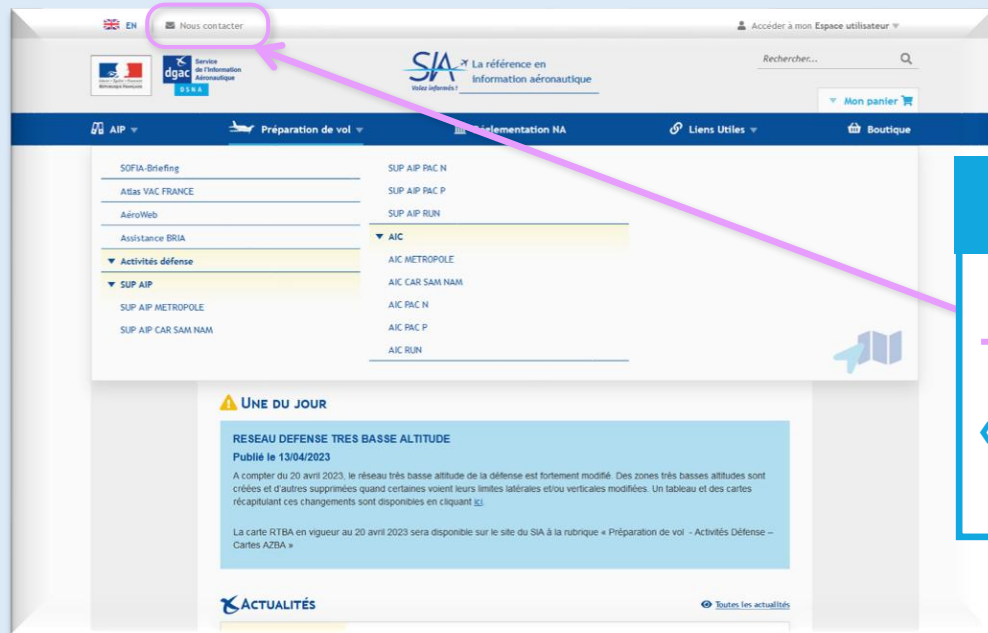 EN
Nous contacter
Accéder à mon Espace utilisateur
dgac
DSNA
Service
de l'Information
Aéronautique
SIA
Volez informés !
La référence en
information aéronautique
Rechercher...
Mon panier
AIP
Préparation de vol
Réglementation NA
Liens Utiles
Boutique
SOFIA-Briefing
Atlas VAC FRANCE
AéroWeb
Assistance BRIA
Activités défense
SUP AIP
SUP AIP METROPOLE
SUP AIP CAR SAM NAM
SUP AIP PAC N
SUP AIP PAC P
SUP AIP RUN
AIC
AIC METROPOLE
AIC CAR SAM NAM
AIC PAC N
AIC PAC P
AIC RUN
UNE DU JOUR
RESEAU DEFENSE TRES BASSE ALTITUDE
Publié le 13/04/2023
A compter du 20 avril 2023, le réseau très basse altitude de la défense est fortement modifié. Des zones très basses altitudes sont
créées et d'autres supprimées quand certaines voient leurs limites latérales et/ou verticales modifiées. Un tableau et des cartes
récapitulant ces changements sont disponibles en cliquant ici.
La carte RTBA en vigueur au 20 avril 2023 sera disponible sur le site du SIA à la rubrique « Préparation de vol - Activités Défense –
Cartes AZBA »
ACTUALITÉS
Toutes les actualités
«